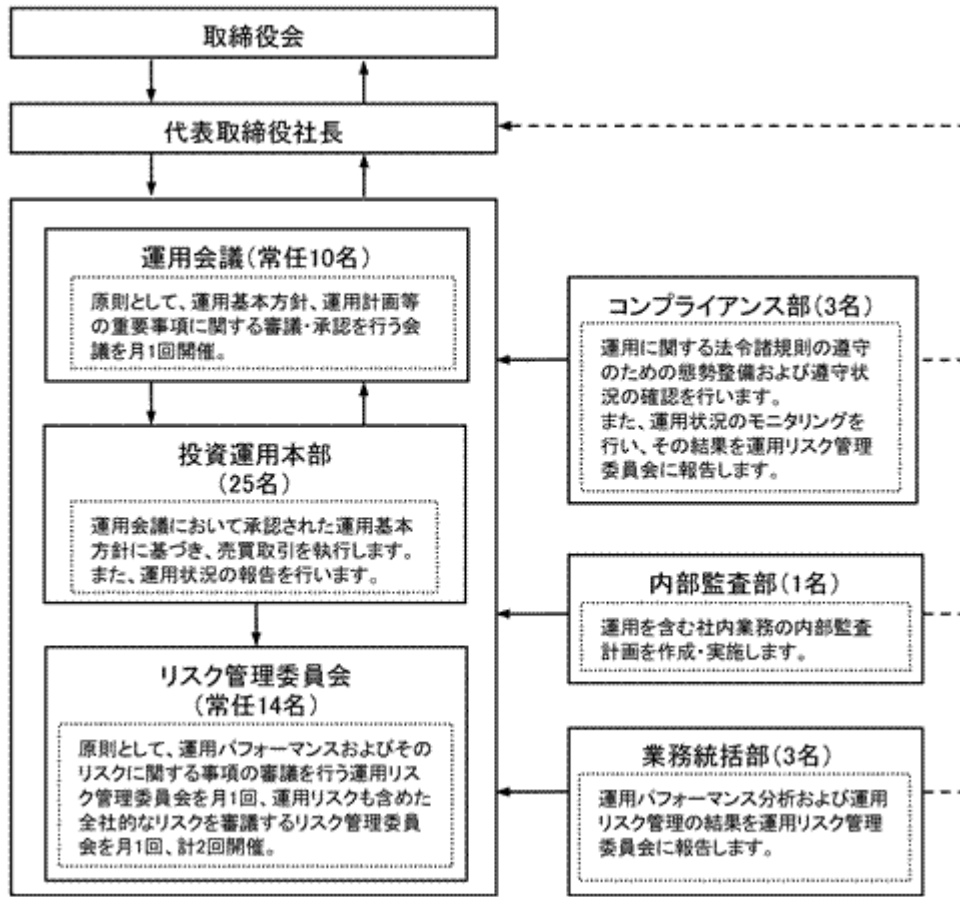 取締役会
代表取締役社長
運用会議(常任10名)
原則として、運用基本方針、運用計画等
の重要事項に関する審議・承認を行う会
議を月1回開催。
投資運用本部
(25名)
運用会議において承認された運用基本
方針に基づき、売買取引を執行します。
また、運用状況の報告を行います。
リスク管理委員会
(常任14名)
原則として、運用パフォーマンスおよびその
リスクに関する事項の審議を行う運用リス
ク管理委員会を月1回、運用リスクも含めた
全社的なリスクを審議するリスク管理委員
会を月1回、計2回開催。
コンプライアンス部(3名)
運用に関する法令諸規則の遵守
のための態勢整備および遵守状
況の確認を行います。
また、運用状況のモニタリングを
行い、その結果を運用リスク管理
委員会に報告します。
内部監査部(1名)
運用を含む社内業務の内部監査
計画を作成・実施します。
業務統括部(3名)
運用パフォーマンス分析および運用
リスク管理の結果を運用リスク管理
委員会に報告します。